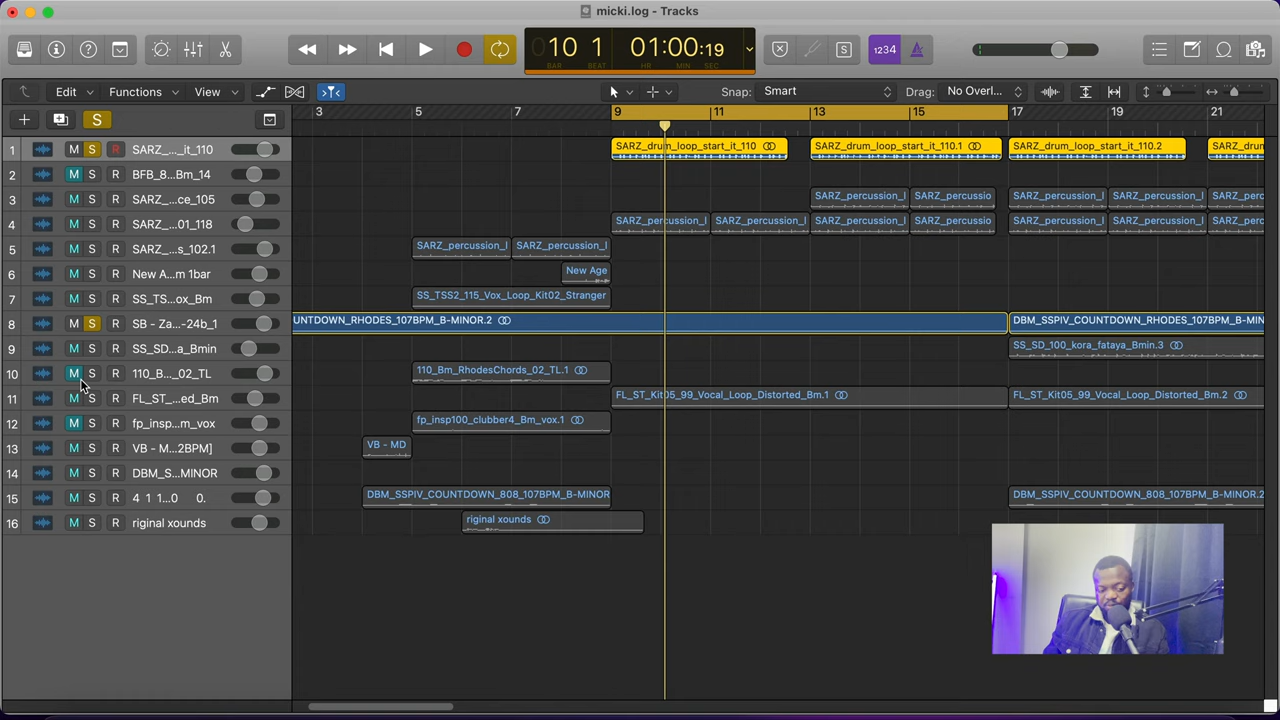 micki.log - Tracks
10 1 01:00:19
BAR BEAT HR MIN SEC
1234
Edit Functions View Snap: Smart Drag: No Overl...
S
3 5 7 9 11 13 15 17 19 21
1 M S R SARZ_..._it_110
SARZ_drum_loop_start_it_110 SARZ_drum_loop_start_it_110.1 SARZ_drum_loop_start_it_110.2 SARZ_drum
2 M S R BFB_8...Bm_14
3 M S R SARZ_...ce_105
SARZ_percussion_l SARZ_percussio SARZ_percussion_l SARZ_percussion_l SARZ_perc
4 M S R SARZ_...01_118
SARZ_percussion_l SARZ_percussion_l SARZ_percussion_l SARZ_percussio SARZ_percussion_l SARZ_percussion_l SARZ_perc
5 M S R SARZ_...s_102.1
SARZ_percussion_l SARZ_percussion_l
6 M S R New A...m 1bar
New Age
7 M S R SS_TS...ox_Bm
SS_TSS2_115_Vox_Loop_Kit02_Stranger
8 M S R SB - Za...-24b_1
UNTDOWN_RHODES_107BPM_B-MINOR.2 DBM_SSPIV_COUNTDOWN_RHODES_107BPM_B-MIN
9 M S R SS_SD...a_Bmin
SS_SD_100_kora_fataya_Bmin.3
10 M S R 110_B..._02_TL
110_Bm_RhodesChords_02_TL.1
11 M S R FL_ST_...ed_Bm
FL_ST_Kit05_99_Vocal_Loop_Distorted_Bm.1 FL_ST_Kit05_99_Vocal_Loop_Distorted_Bm.2
12 M S R fp_insp...m_vox
fp_insp100_clubber4_Bm_vox.1
13 M S R VB - M...2BPM]
VB - MD
14 M S R DBM_S...MINOR
15 M S R 4 1 1...0 0.
DBM_SSPIV_COUNTDOWN_808_107BPM_B-MINOR DBM_SSPIV_COUNTDOWN_808_107BPM_B-MINOR.2
16 M S R riginal xounds
riginal xounds